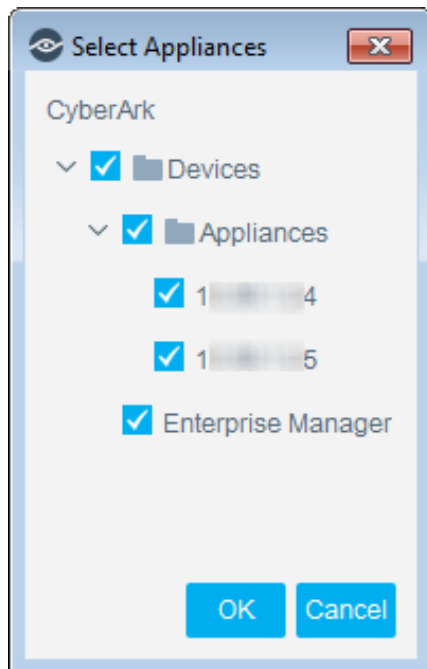 Select Appliances
CyberArk
Devices
Appliances
1
4
1
5
Enterprise Manager
OK Cancel